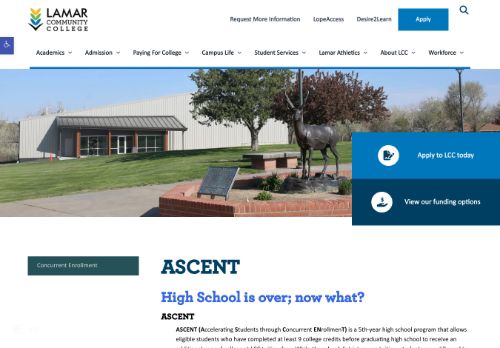 LAMAR
COMMUNITY
COLLEGE
Request More Information LopeAccess Desire2Learn Apply
Academics Admission Paying For College Campus Life Student Services Lamar Athletics About LCC Workforce
Apply to LCC today
View our funding options
Concurrent Enrollment
ASCENT
High School is over; now what?
ASCENT
ASCENT (Accelerating Students through Concurrent ENrollmenT) is a 5th-year high school program that allows
eligible students who have completed at least 9 college credits before graduating high school to receive an